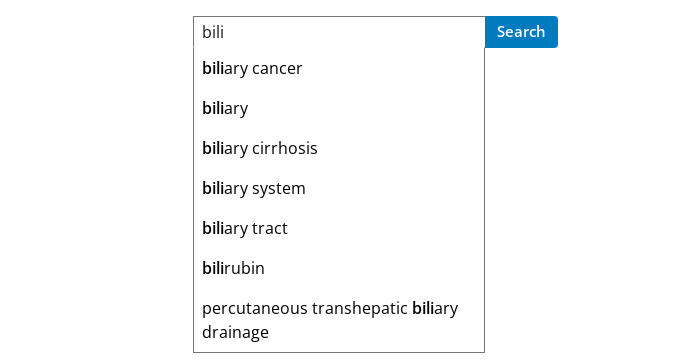 bili Search
biliary cancer
biliary
biliary cirrhosis
biliary system
biliary tract
bilirubin
percutaneous transhepatic biliary
drainage